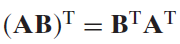 (AB)ᵀ = BᵀAᵀ